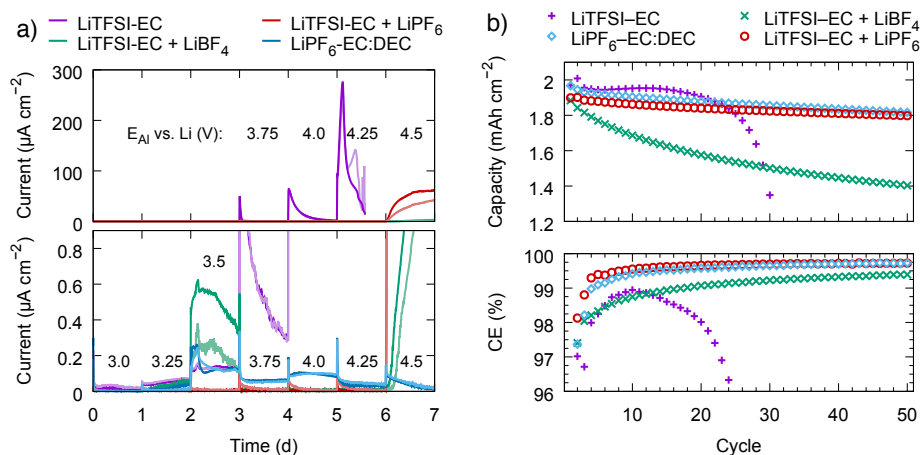 a)
LiTFSI-EC
LiTFSI-EC + LiPF6
LiTFSI-EC + LiBF4
LiPF6-EC:DEC
300
200
100
0
Current (µA cm−2)
EAl vs. Li (V):
3.75
4.0
4.25
4.5
0.8
0.6
0.4
0.2
0
Current (µA cm−2)
3.5
3.0
3.25
3.75
4.0
4.25
4.5
0 1 2 3 4 5 6 7
Time (d)
b)
LiTFSI–EC
LiTFSI–EC + LiBF4
LiPF6–EC:DEC
LiTFSI–EC + LiPF6
2
1.8
1.6
1.4
1.2
Capacity (mAh cm−2)
100
99
98
97
96
CE (%)
10 20 30 40 50
Cycle